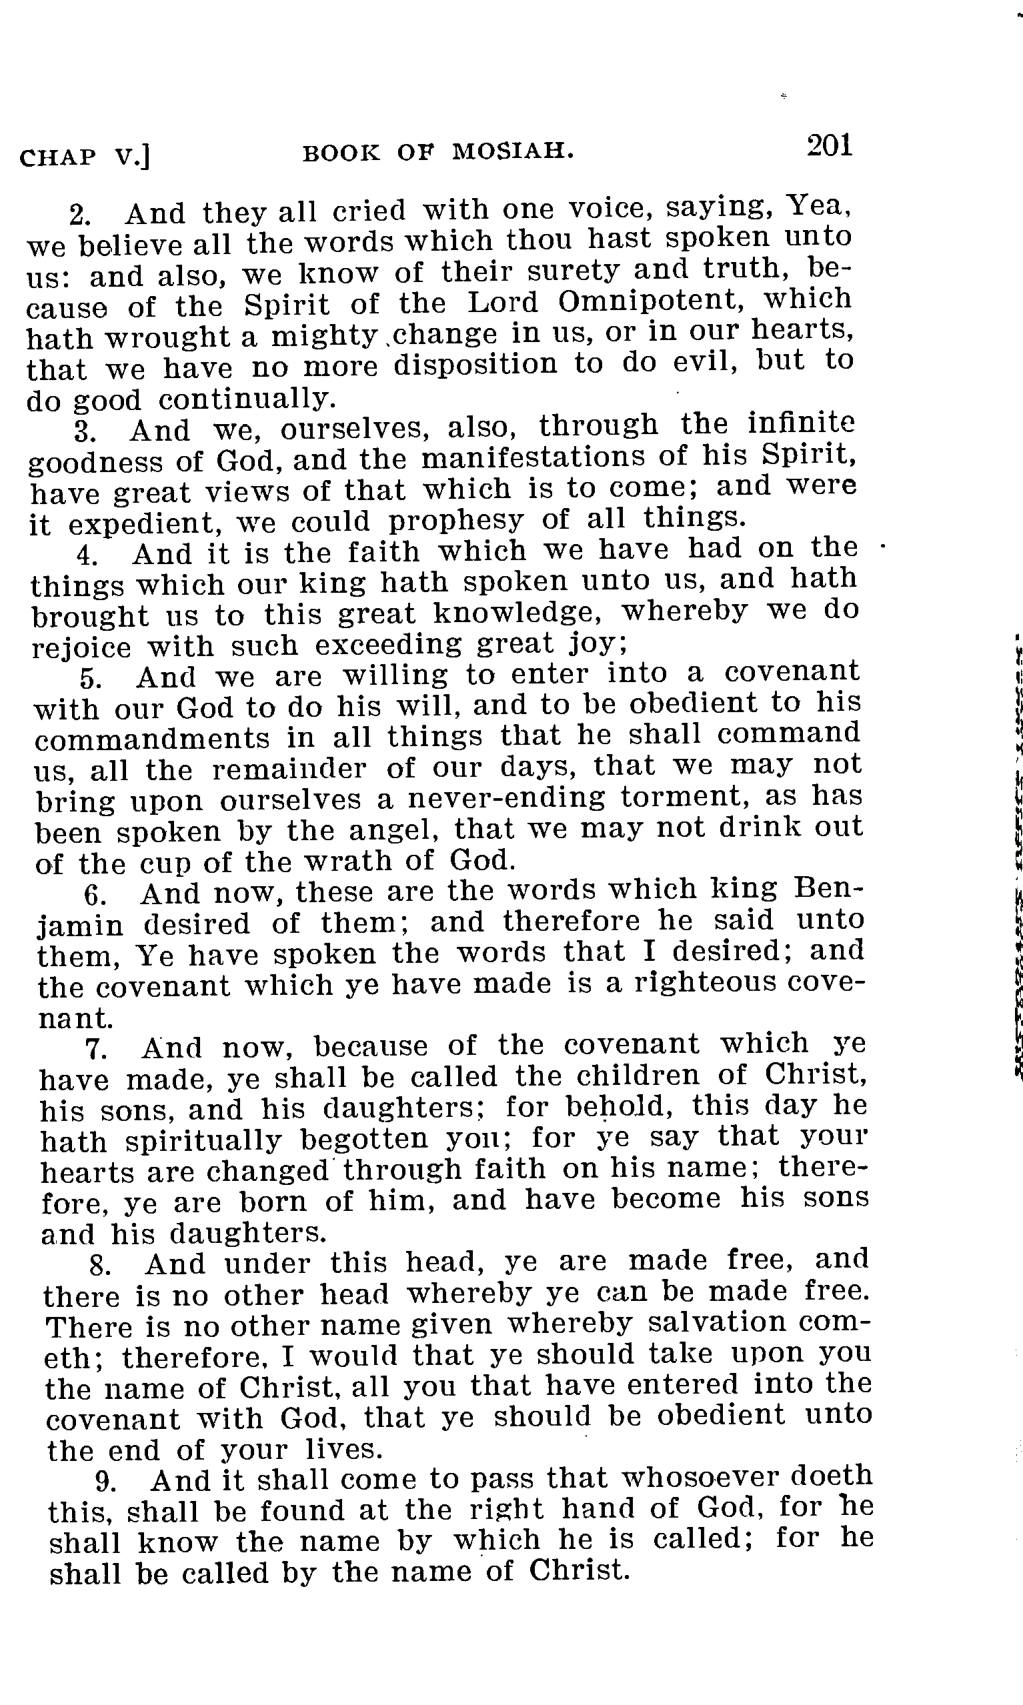 CHAP V.] BOOK OF MOSIAH. 201
2. And they all cried with one voice, saying, Yea,
we believe all the words which thou hast spoken unto
us: and also, we know of their surety and truth, be-
cause of the Spirit of the Lord Omnipotent, which
hath wrought a mighty change in us, or in our hearts,
that we have no more disposition to do evil, but to
do good continually.
3. And we, ourselves, also, through the infinite
goodness of God, and the manifestations of his Spirit,
have great views of that which is to come; and were
it expedient, we could prophesy of all things.
4. And it is the faith which we have had on the
things which our king hath spoken unto us, and hath
brought us to this great knowledge, whereby we do
rejoice with such exceeding great joy;
5. And we are willing to enter into a covenant
with our God to do his will, and to be obedient to his
commandments in all things that he shall command
us, all the remainder of our days, that we may not
bring upon ourselves a never-ending torment, as has
been spoken by the angel, that we may not drink out
of the cup of the wrath of God.
6. And now, these are the words which king Ben-
jamin desired of them; and therefore he said unto
them, Ye have spoken the words that I desired; and
the covenant which ye have made is a righteous cove-
nant.
7. And now, because of the covenant which ye
have made, ye shall be called the children of Christ,
his sons, and his daughters; for behold, this day he
hath spiritually begotten you; for ye say that your
hearts are changed through faith on his name; there-
fore, ye are born of him, and have become his sons
and his daughters.
8. And under this head, ye are made free, and
there is no other head whereby ye can be made free.
There is no other name given whereby salvation com-
eth; therefore, I would that ye should take upon you
the name of Christ, all you that have entered into the
covenant with God, that ye should be obedient unto
the end of your lives.
9. And it shall come to pass that whosoever doeth
this, shall be found at the right hand of God, for he
shall know the name by which he is called; for he
shall be called by the name of Christ.